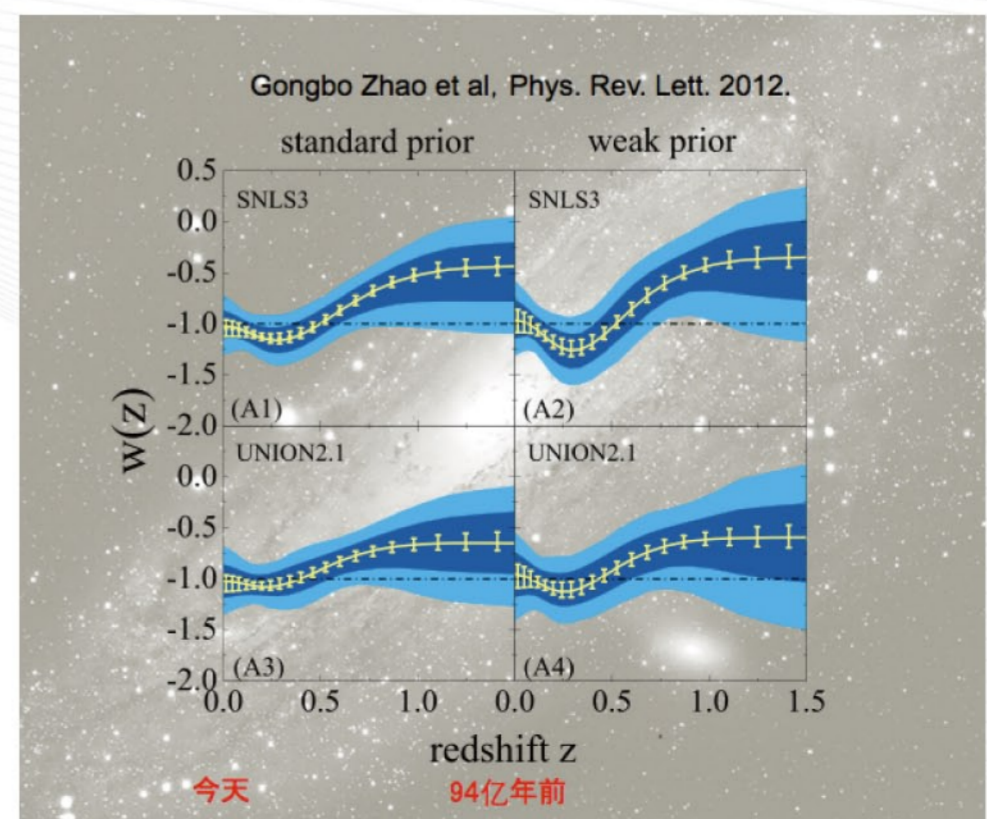 Gongbo Zhao et al, Phys. Rev. Lett. 2012.
standard prior weak prior
0.5
SNLS3 SNLS3
0.0
-0.5
-1.0
-1.5
(A1) (A2)
-2.0
UNION2.1 UNION2.1
0.0
-0.5
-1.0
-1.5
(A3) (A4)
-2.0
w(z)
0.0 0.5 1.0 0.0 0.5 1.0 1.5
redshift z
今天 94亿年前